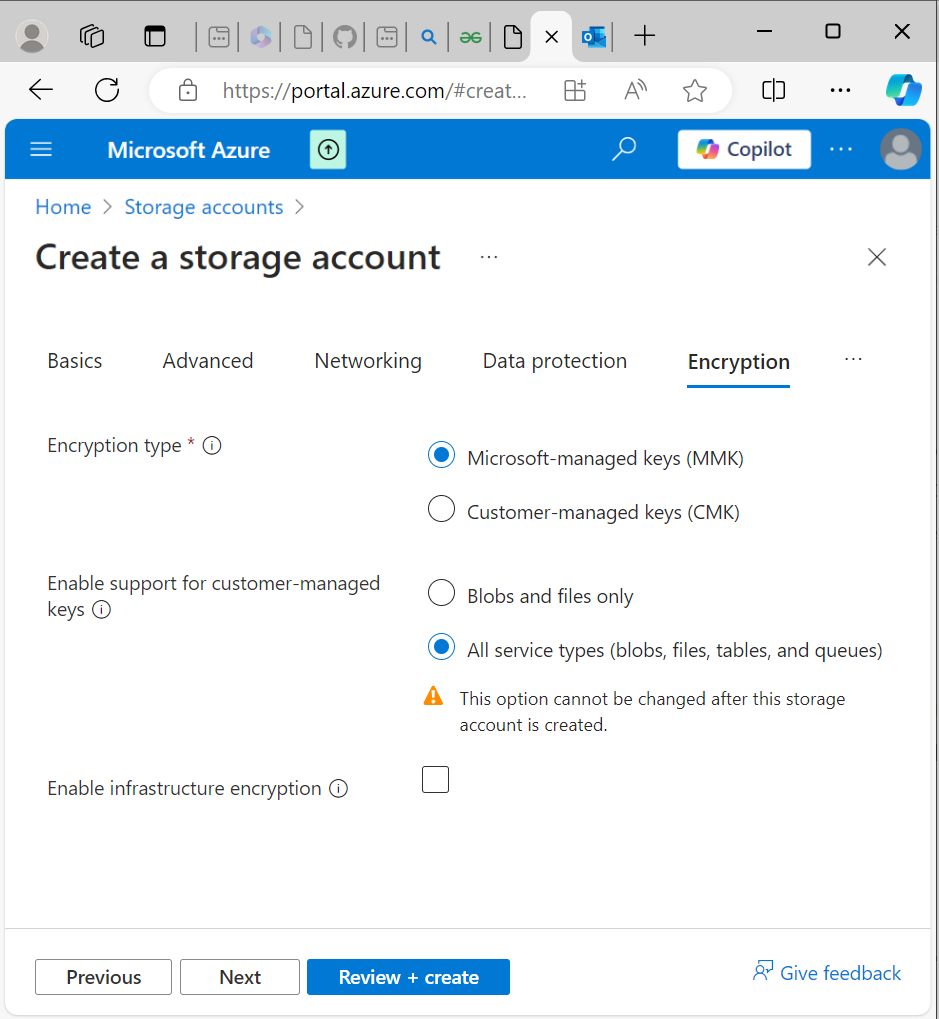 https://portal.azure.com/#creat...
Microsoft Azure
Copilot
Home > Storage accounts >
Create a storage account ...
Basics Advanced Networking Data protection Encryption ...
Encryption type *
Microsoft-managed keys (MMK)
Customer-managed keys (CMK)
Enable support for customer-managed
keys
Blobs and files only
All service types (blobs, files, tables, and queues)
This option cannot be changed after this storage
account is created.
Enable infrastructure encryption
Previous Next Review + create Give feedback